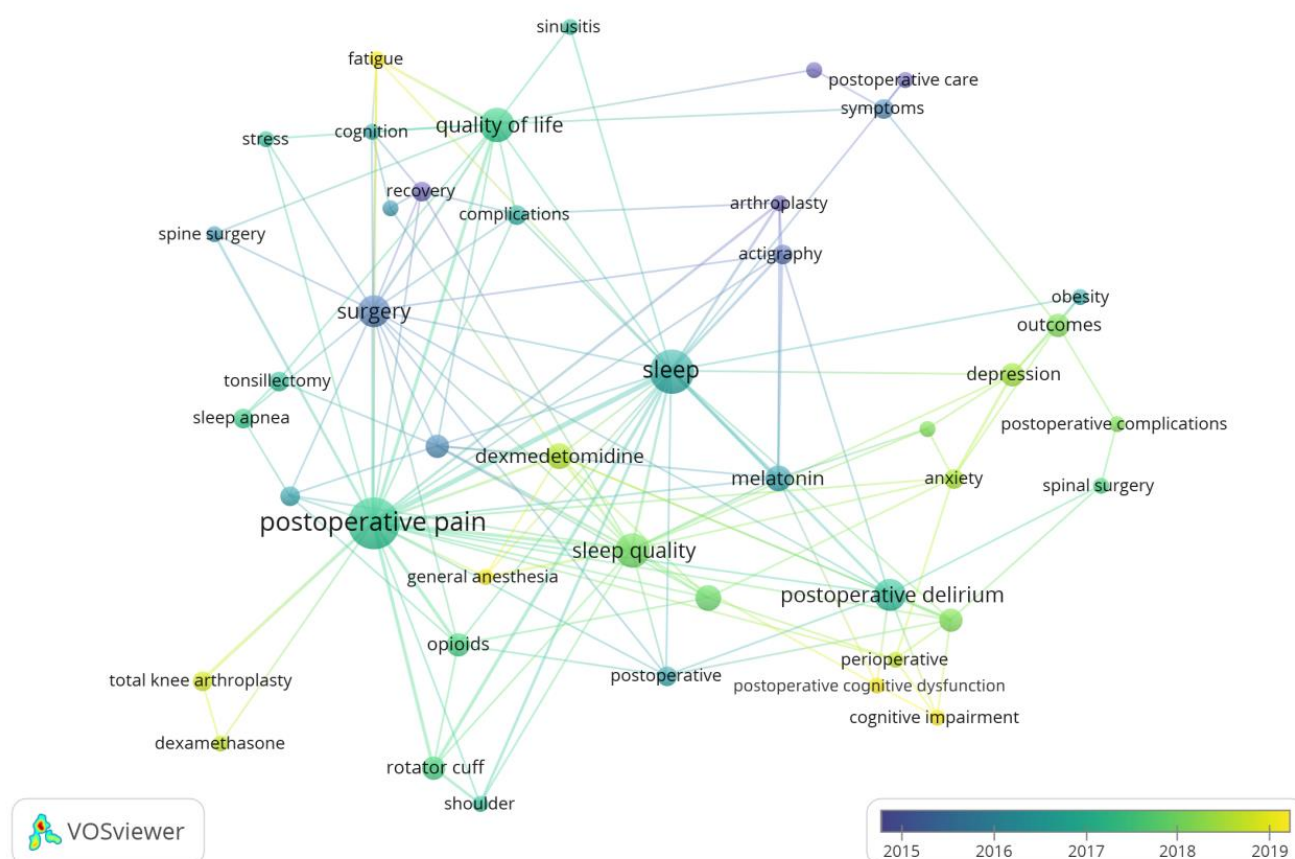 sinusitis
fatigue
postoperative care
symptoms
quality of life
cognition
stress
recovery
complications
arthroplasty
spine surgery
actigraphy
obesity
surgery
outcomes
sleep
depression
tonsillectomy
sleep apnea
postoperative complications
dexmedetomidine
melatonin
anxiety
spinal surgery
postoperative pain
sleep quality
general anesthesia
postoperative delirium
opioids
perioperative
postoperative
total knee arthroplasty
postoperative cognitive dysfunction
cognitive impairment
dexamethasone
rotator cuff
shoulder
VOSviewer
2015 2016 2017 2018 2019